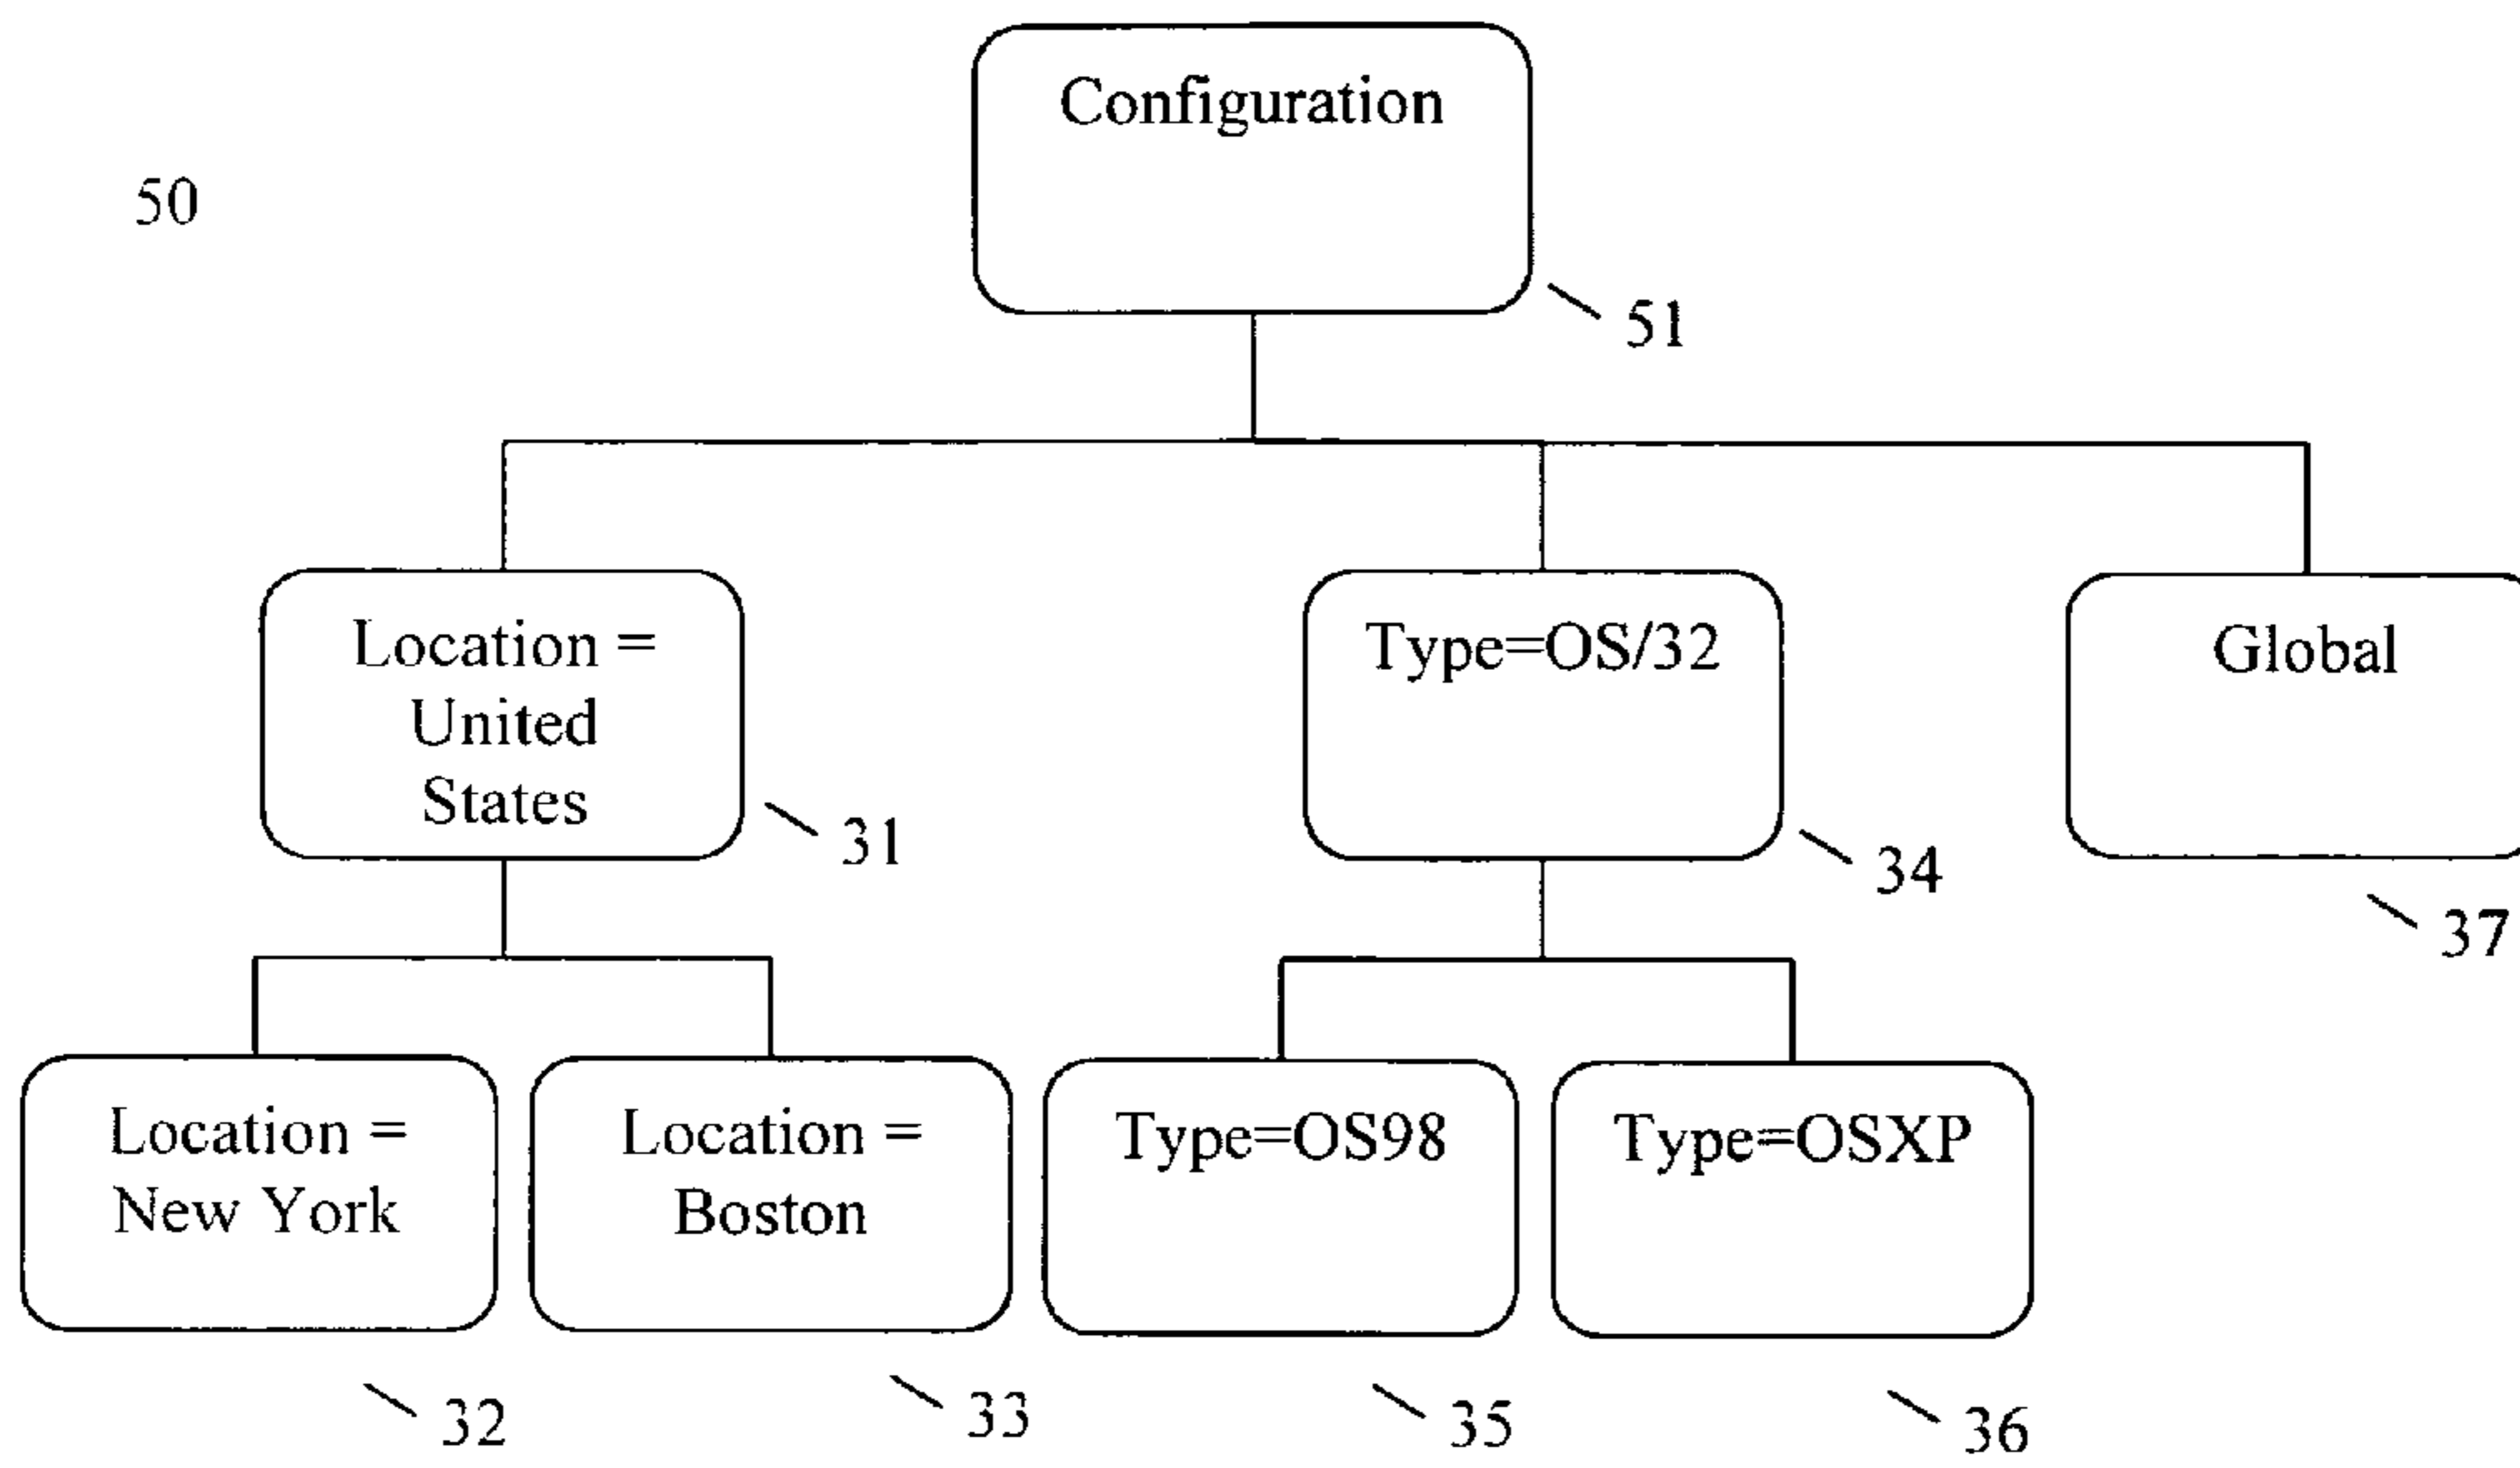 Configuration
50
51
Location =
United
States
31
Type=OS/32
34
Global
37
Location =
New York
32
Location =
Boston
33
Type=OS98
35
Type=OSXP
36